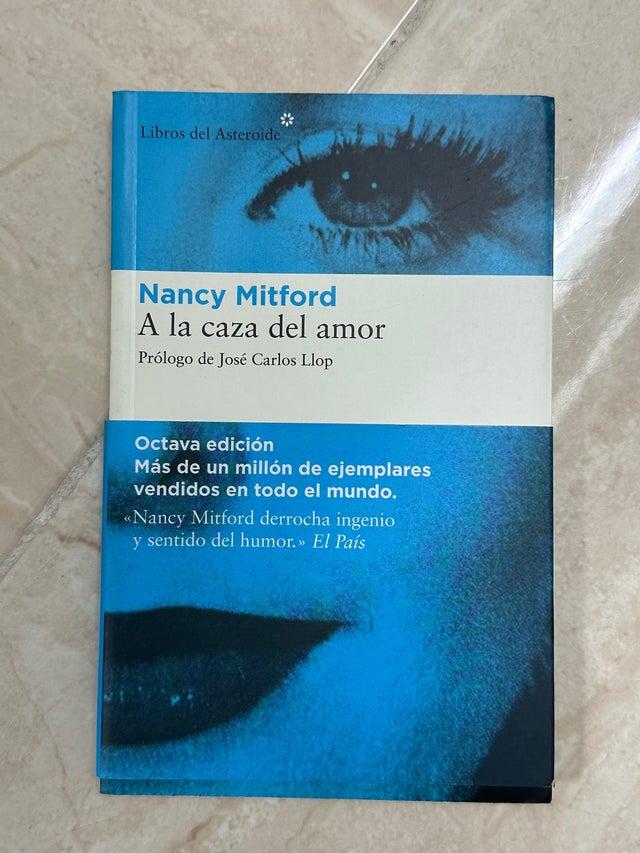 Libros del Asteroide
Nancy Mitford
A la caza del amor
Prólogo de José Carlos Llop
Octava edición
Más de un millón de ejemplares
vendidos en todo el mundo.
«Nancy Mitford derrocha ingenio
y sentido del humor.» El País